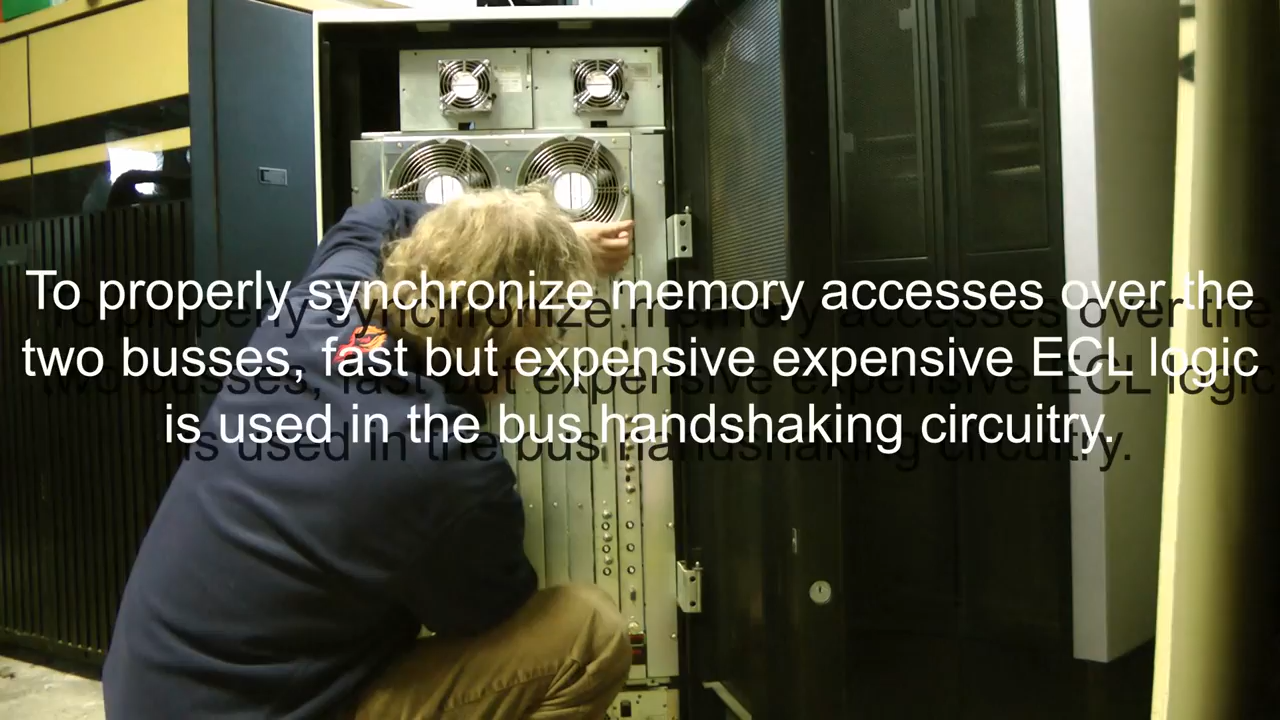 To properly synchronize memory accesses over the
two busses, fast but expensive expensive ECL logic
is used in the bus handshaking circuitry.